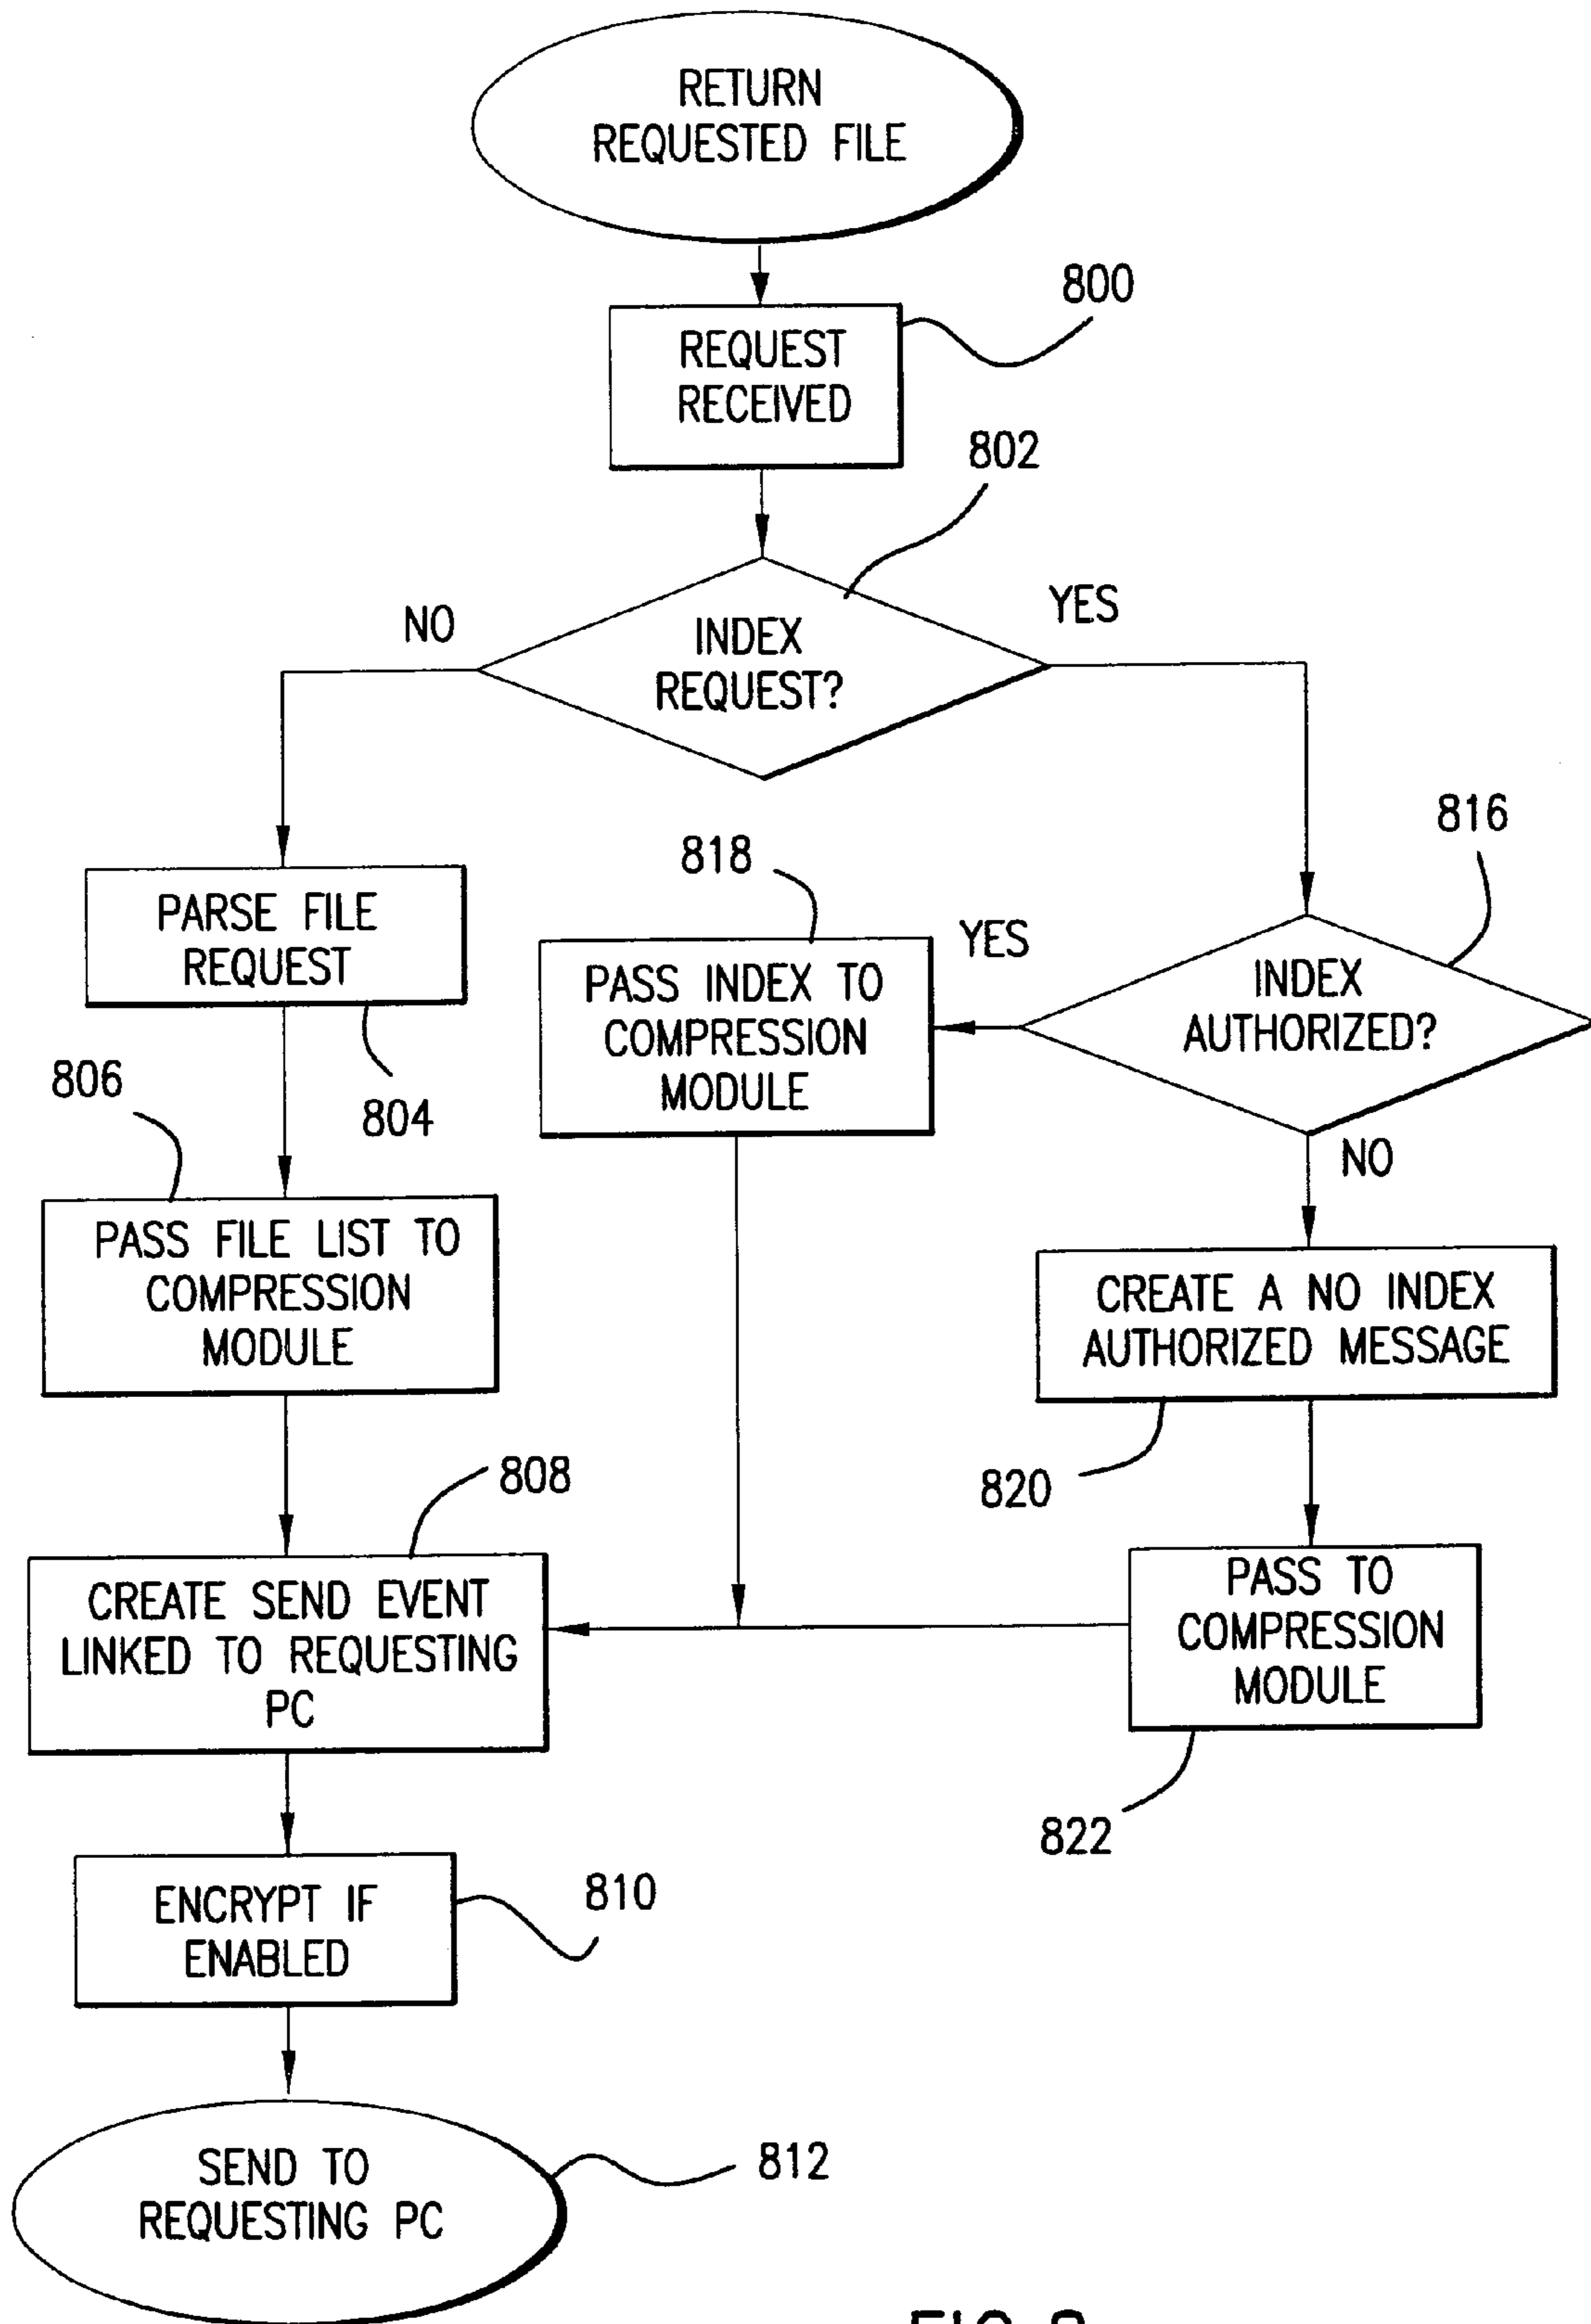 RETURN
REQUESTED FILE
800
REQUEST
RECEIVED
802
NO
YES
INDEX
REQUEST?
816
818
PARSE FILE
REQUEST
YES
PASS INDEX TO
COMPRESSION
MODULE
INDEX
AUTHORIZED?
806
804
NO
PASS FILE LIST TO
COMPRESSION
MODULE
CREATE A NO INDEX
AUTHORIZED MESSAGE
808
820
CREATE SEND EVENT
LINKED TO REQUESTING
PC
PASS TO
COMPRESSION
MODULE
822
ENCRYPT IF
ENABLED
810
SEND TO
REQUESTING PC
812